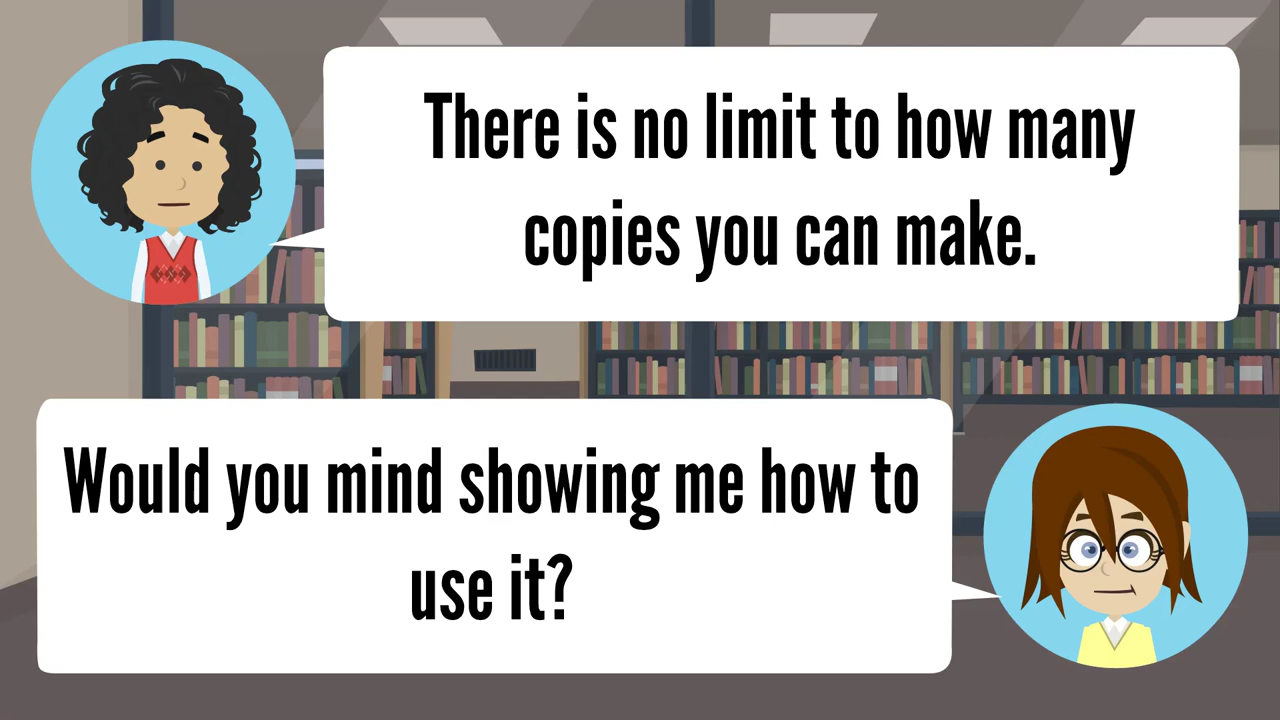 There is no limit to how many
copies you can make.
Would you mind showing me how to
use it?